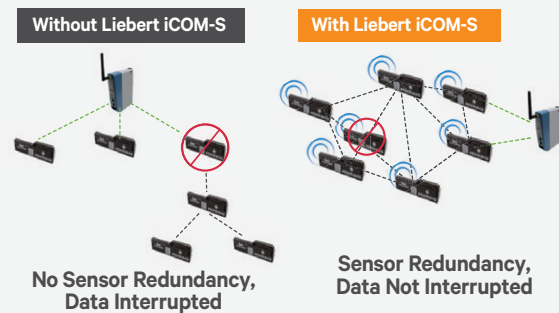 Without Liebert iCOM-S
With Liebert iCOM-S
No Sensor Redundancy,
Data Interrupted
Sensor Redundancy,
Data Not Interrupted